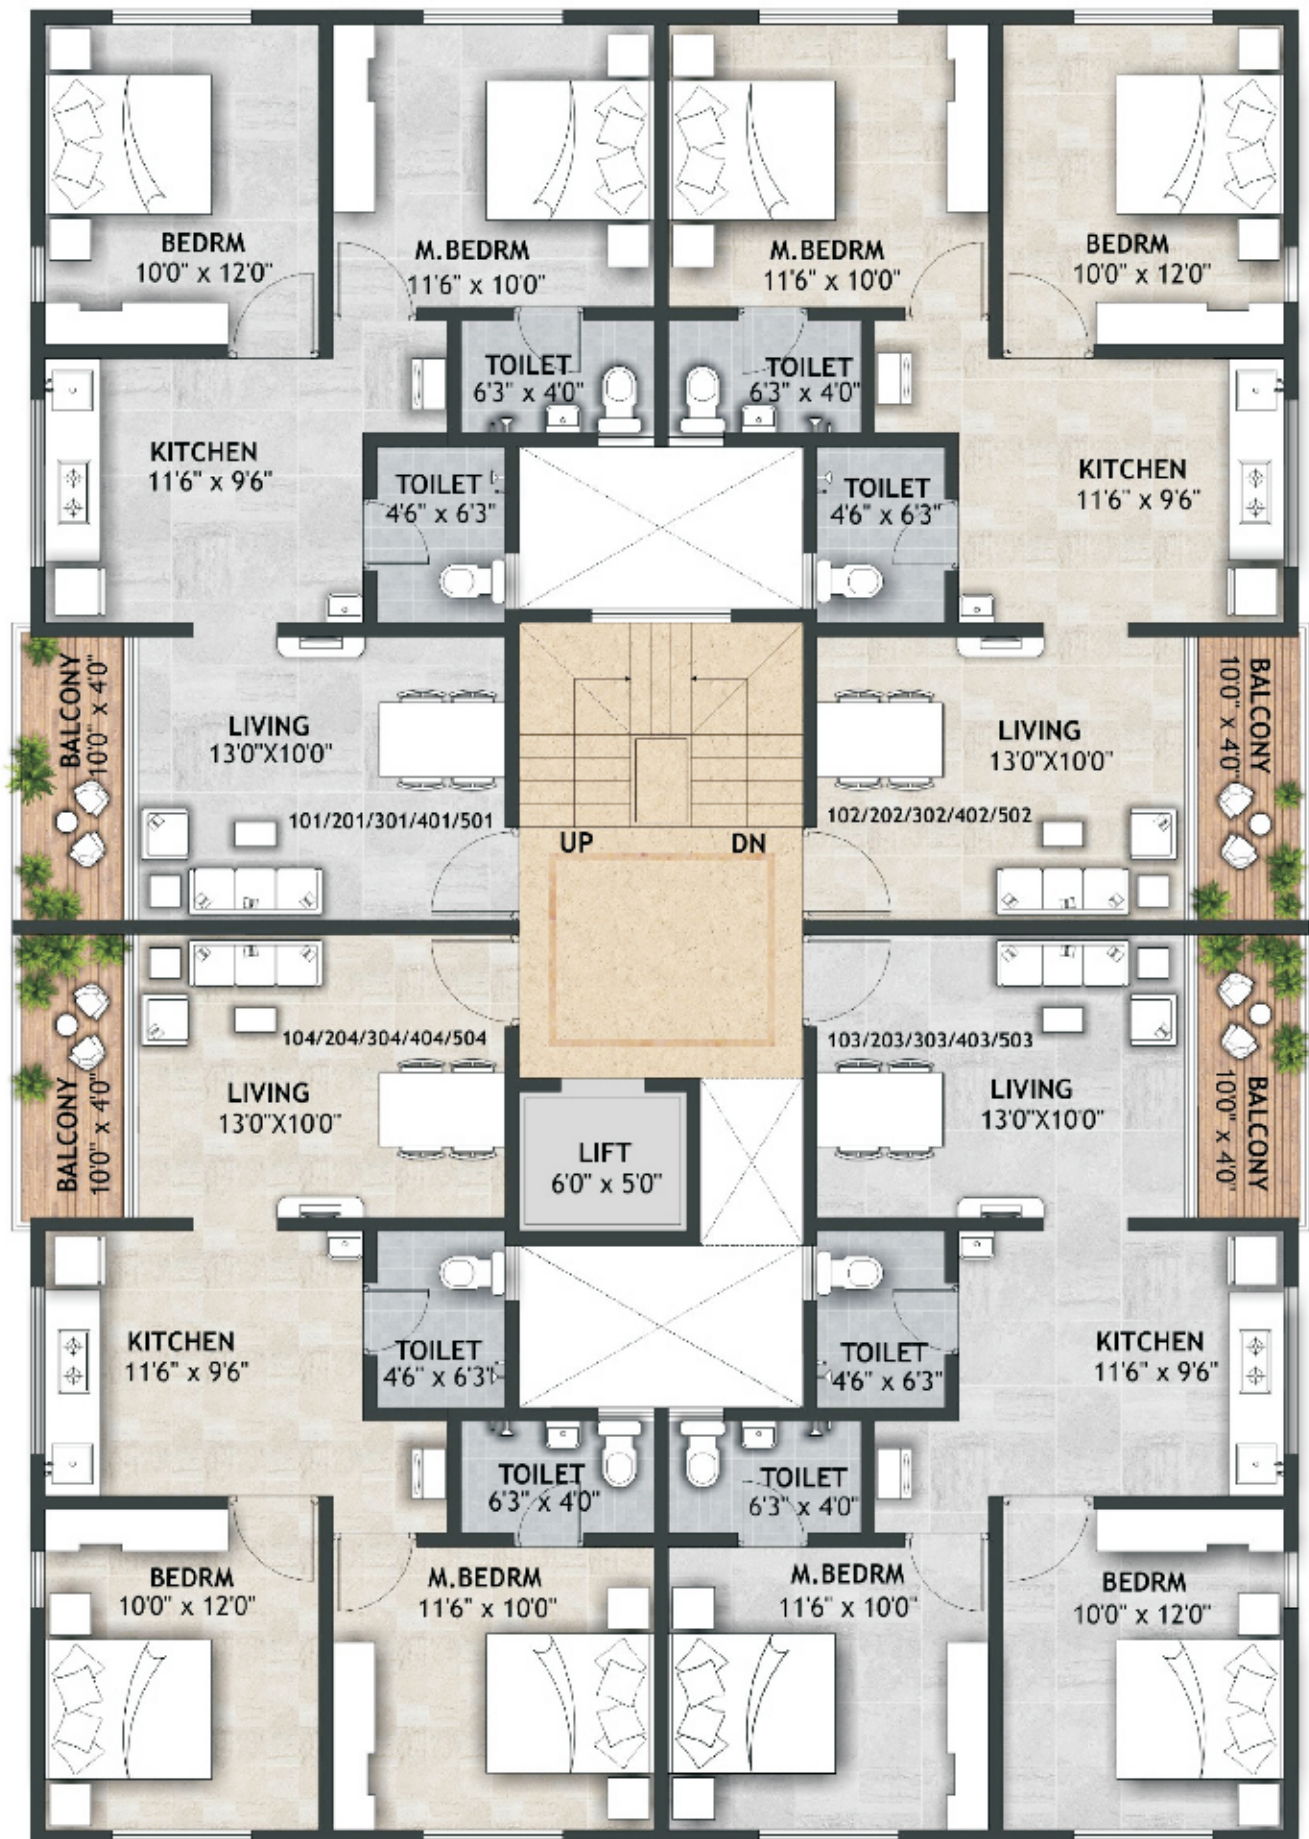 BEDRM
10'0" x 12'0"
M.BEDRM
11'6" x 10'0"
M.BEDRM
11'6" x 10'0"
BEDRM
10'0" x 12'0"
TOILET
6'3" x 4'0"
TOILET
6'3" x 4'0"
KITCHEN
11'6" x 9'6"
TOILET
4'6" x 6'3"
TOILET
4'6" x 6'3"
KITCHEN
11'6" x 9'6"
BALCONY
10'0" x 4'0"
LIVING
13'0"X10'0"
101/201/301/401/501
LIVING
13'0"X10'0"
102/202/302/402/502
BALCONY
10'0" x 4'0"
UP
DN
104/204/304/404/504
LIVING
13'0"X10'0"
BALCONY
10'0" x 4'0"
103/203/303/403/503
LIVING
13'0"X10'0"
BALCONY
10'0" x 4'0"
LIFT
6'0" x 5'0"
KITCHEN
11'6" x 9'6"
TOILET
4'6" x 6'3"
TOILET
4'6" x 6'3"
KITCHEN
11'6" x 9'6"
TOILET
6'3" x 4'0"
TOILET
6'3" x 4'0"
BEDRM
10'0" x 12'0"
M.BEDRM
11'6" x 10'0"
M.BEDRM
11'6" x 10'0"
BEDRM
10'0" x 12'0"